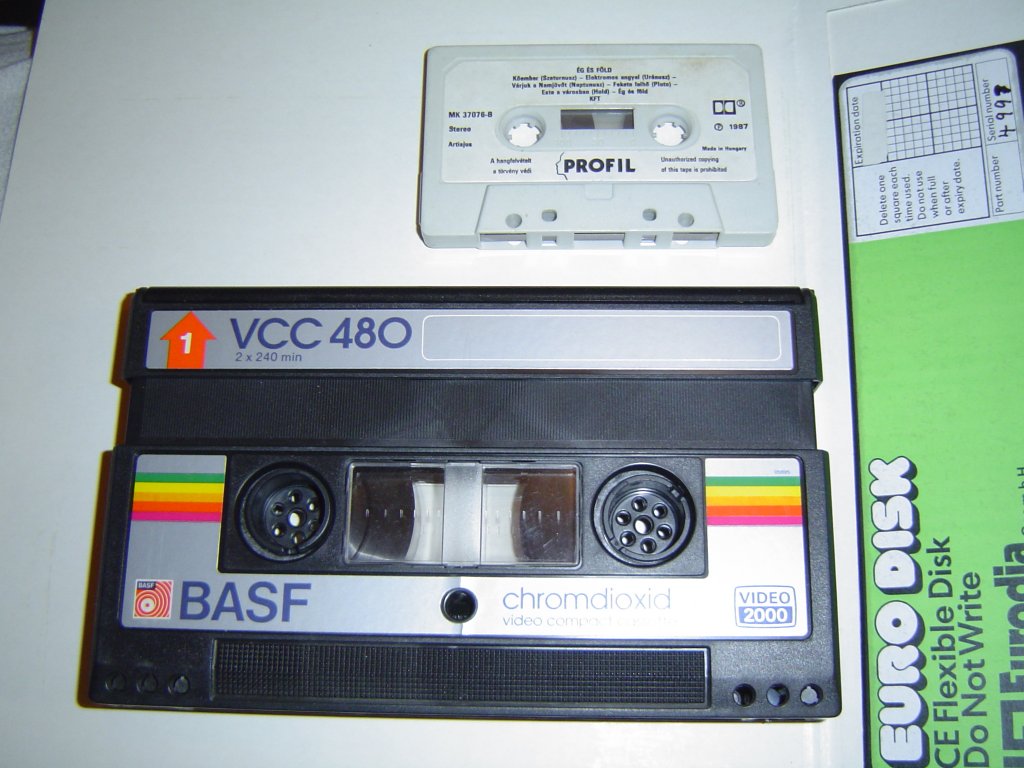 ÉG ÉS FÖLD
Kőember (Szaturnusz) – Elektromos angyal (Uránusz) –
Várjuk a Namjövőt (Neptunusz) – Fekete felhő (Pluto) –
Este a városban (Hold) – Ég és föld
KFT
MK 37076-B
Stereo
Artisjus
℗ 1987
Made in Hungary
A hangfelvételt
a törvény védi
PROFIL
Unauthorized copying
of this tape is prohibited
1
VCC 480
2 x 240 min
BASF
BASF
chromdioxid
video compact cassette
VIDEO
2000
Expiration date
Delete one
square each
time used.
Do not use
when full
or after
expiry date.
Part number
Serial number
EURO DISK
CE Flexible Disk
Do Not Write
Eurodia